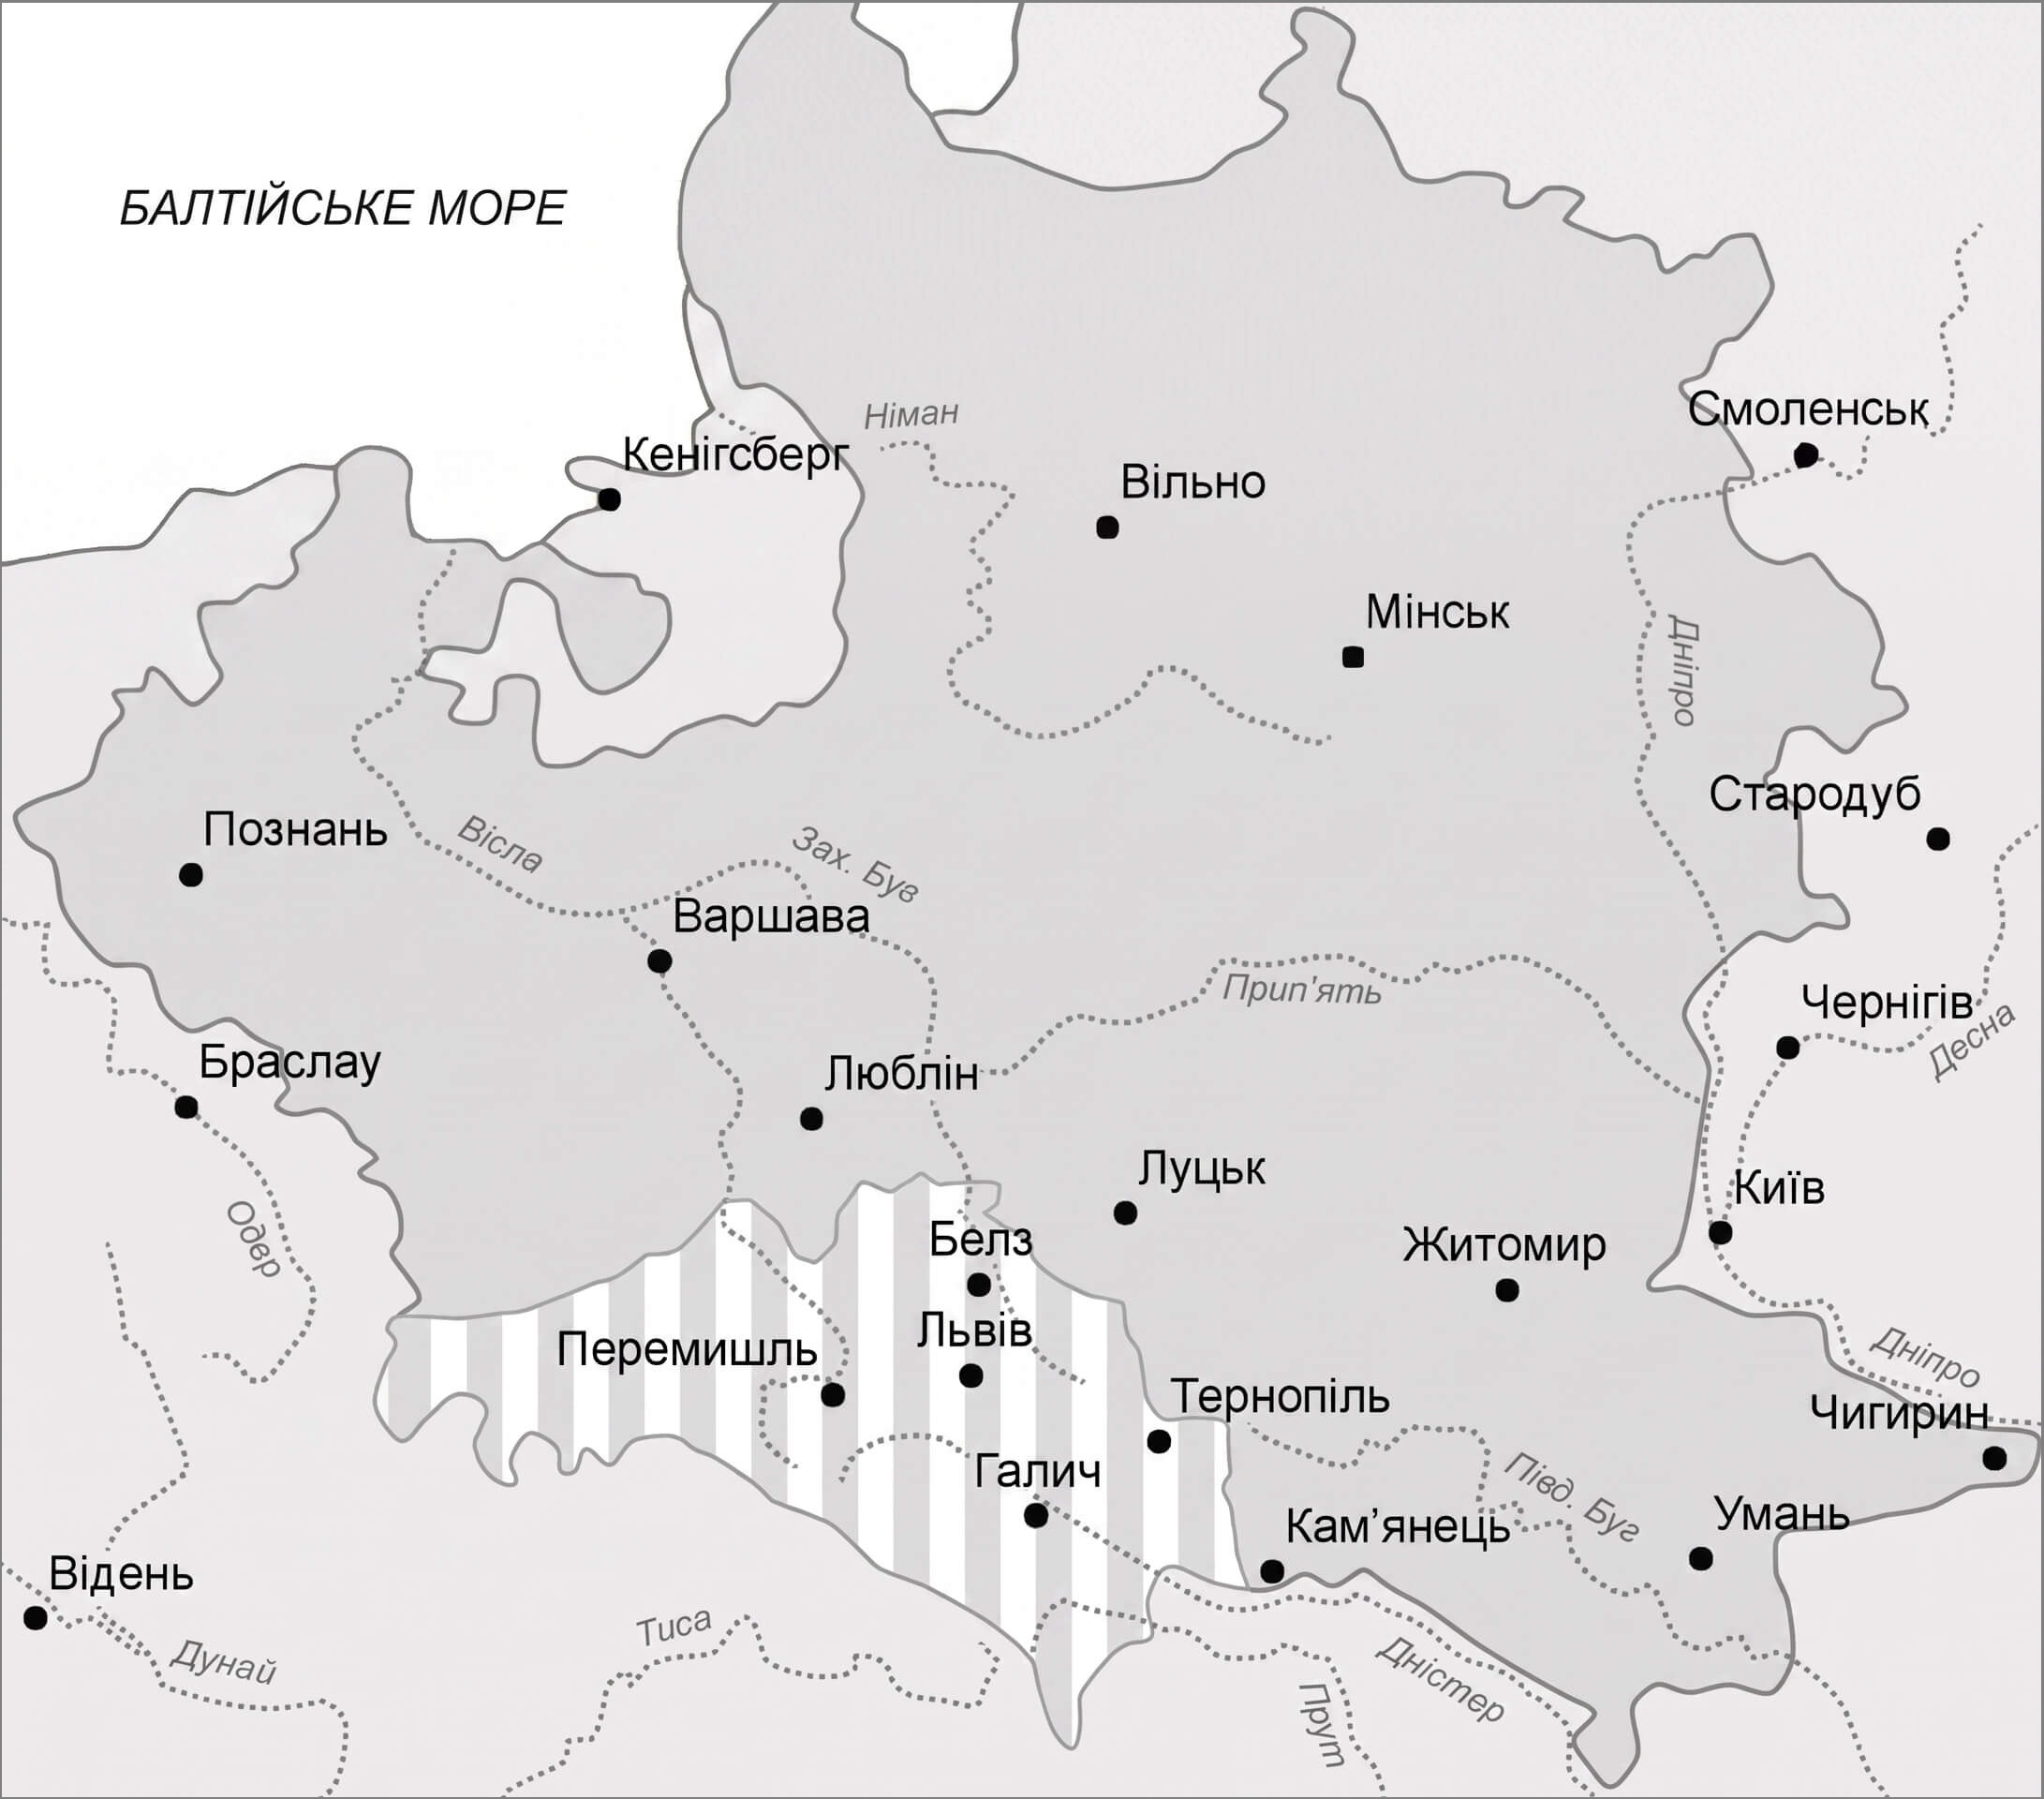 БАЛТІЙСЬКЕ МОРЕ
Німан
Смоленськ
Кенігсберг
Вільно
Мінськ
Дніпро
Стародуб
Познань
Вісла
Зах. Буг
Варшава
Прип'ять
Чернігів
Десна
Браслау
Люблін
Луцьк
Київ
Одер
Белз
Житомир
Львів
Перемишль
Дніпро
Тернопіль
Чигирин
Галич
Півд. Буг
Кам’янець
Умань
Відень
Тиса
Дунай
Дністер
Прут